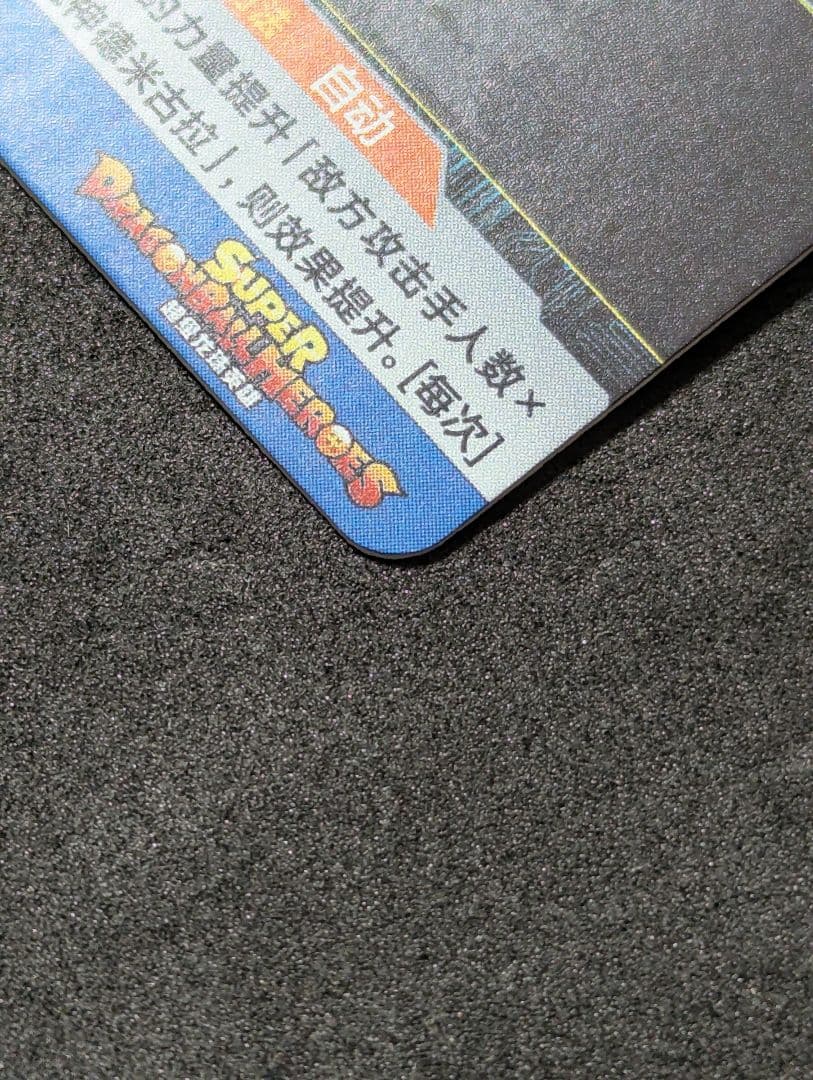 自动
的力量提升「敌方攻击手人数×
德米古拉」，则效果提升。[每次]
SUPER
DRAGONBALL HEROES